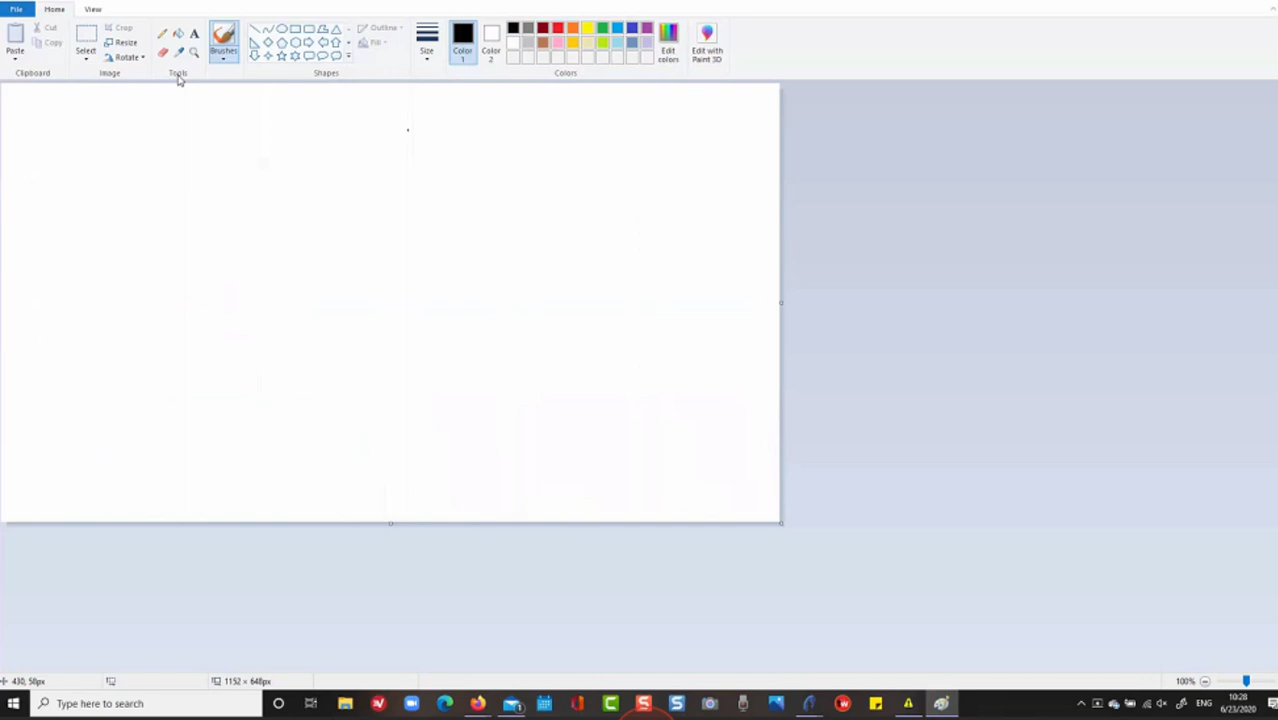 File Home View
Paste
Cut
Copy
Clipboard
Select
Crop
Resize
Rotate
Image
A
Tools
Brushes
Outline
Fill
Shapes
Size
Color 1
Color 2
Edit colors
Colors
Edit with Paint 3D
430, 58px
1152 × 648px
100%
Type here to search
ENG
10:28
6/23/2020